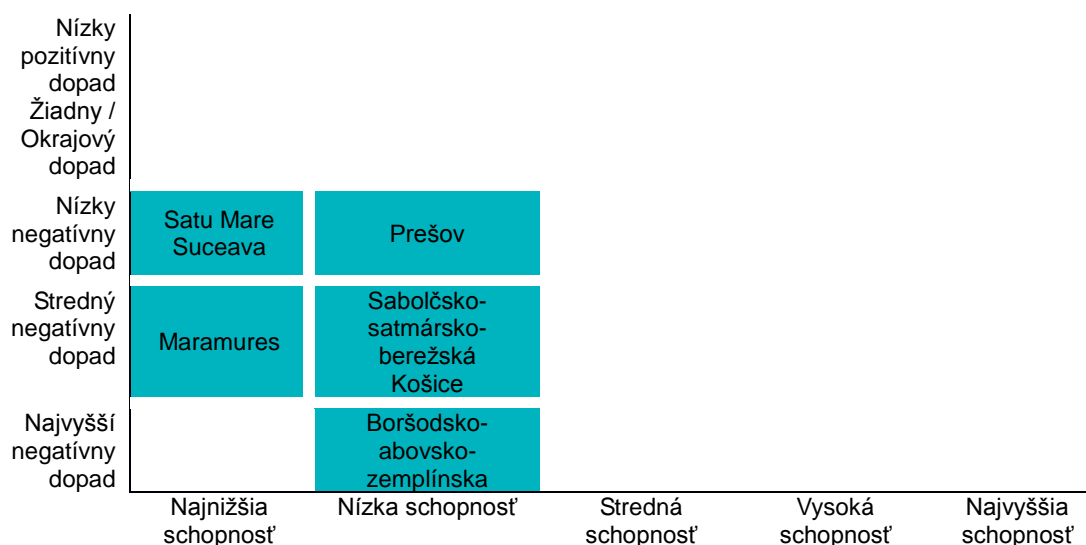 Nízky
pozitívny
dopad
Žiadny /
Okrajový
dopad
Nízky
negatívny
dopad
Satu Mare
Suceava
Prešov
Stredný
negatívny
dopad
Maramures
Sabolčsko-
satmársko-
berežská
Košice
Najvyšší
negatívny
dopad
Boršodsko-
abovsko-
zemplínska
Najnižšia
schopnosť
Nízka schopnosť
Stredná
schopnosť
Vysoká
schopnosť
Najvyššia
schopnosť